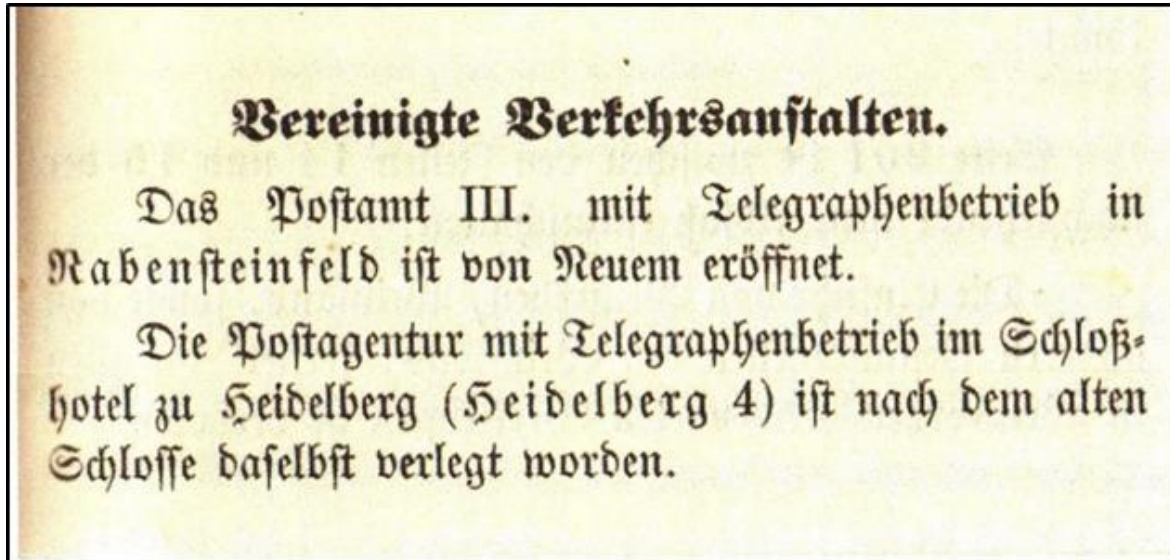 Vereinigte Verkehrsanſtalten.
Das Poſtamt III. mit Telegraphenbetrieb in
Rabenſteinfeld iſt von Neuem eröffnet.
Die Poſtagentur mit Telegraphenbetrieb im Schloß-
hotel zu Heidelberg (Heidelberg 4) iſt nach dem alten
Schloſſe daſelbſt verlegt worden.